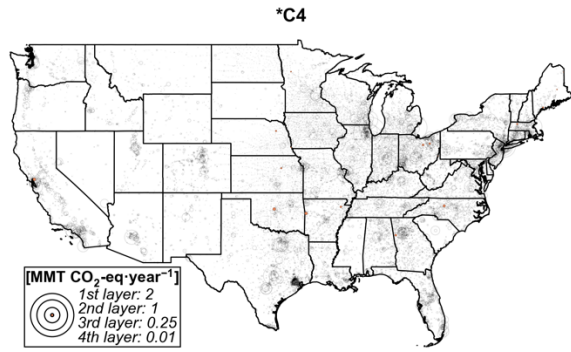 *C4
[MMT CO₂-eq·year⁻¹]
1st layer: 2
2nd layer: 1
3rd layer: 0.25
4th layer: 0.01